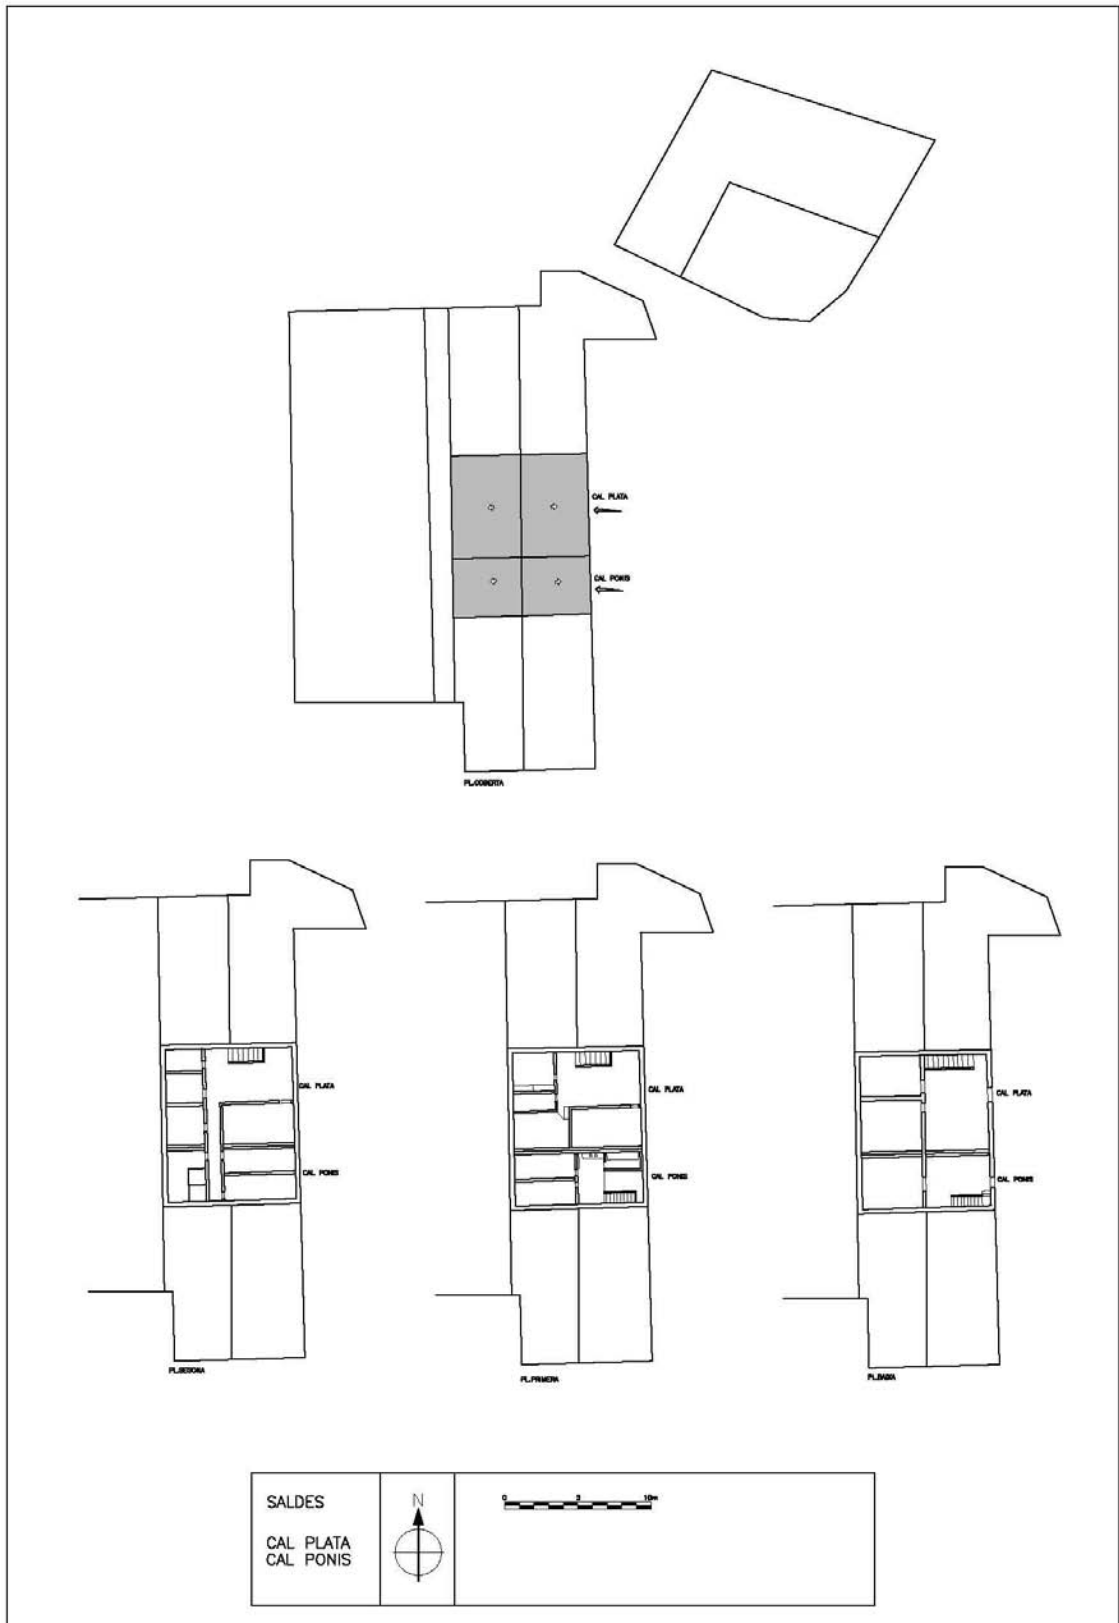 CAL PLATA
CAL PONIS
PL.COBERTA
CAL PLATA
CAL PONIS
PL.SEGONA
CAL PLATA
CAL PONIS
PL.PRIMERA
CAL PLATA
CAL PONIS
PL.BAIXA
SALDES
CAL PLATA
CAL PONIS
N
0 5 10m